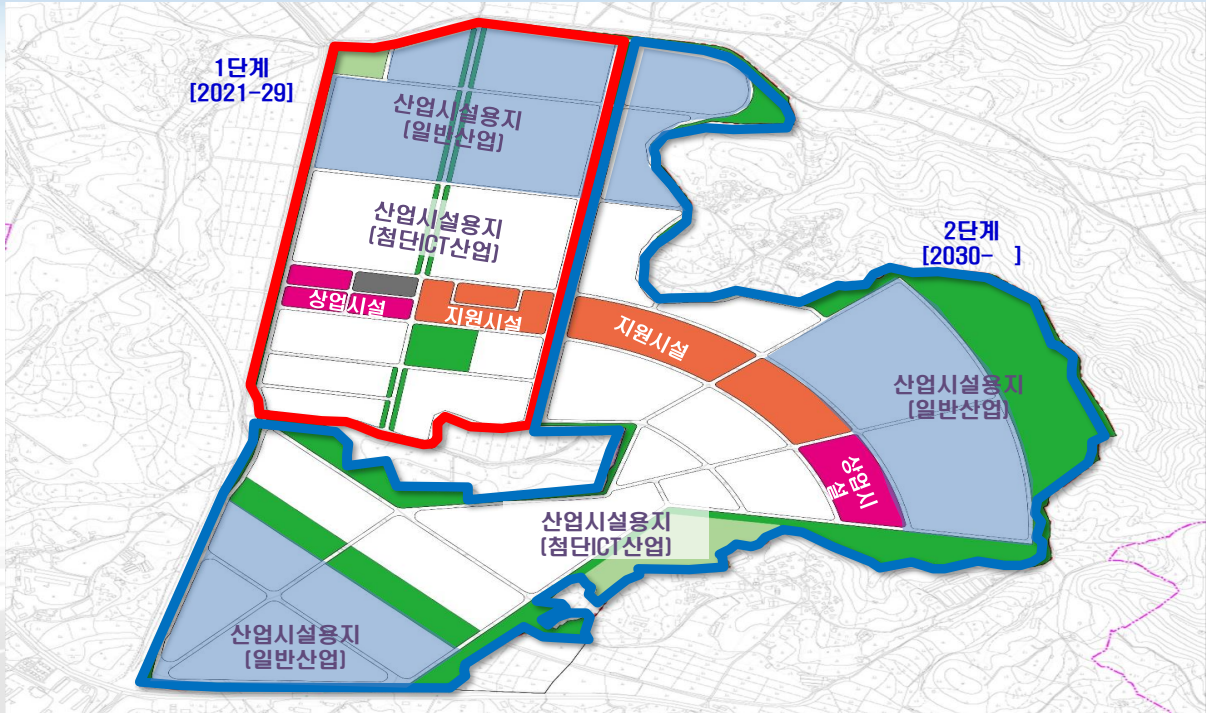 1단계
[2021-29]
산업시설용지
(일반산업)
산업시설용지
(첨단ICT산업)
상업시설
지원시설
2단계
[2030-   ]
지원시설
산업시설용지
(일반산업)
상업시
설
산업시설용지
(첨단ICT산업)
산업시설용지
(일반산업)